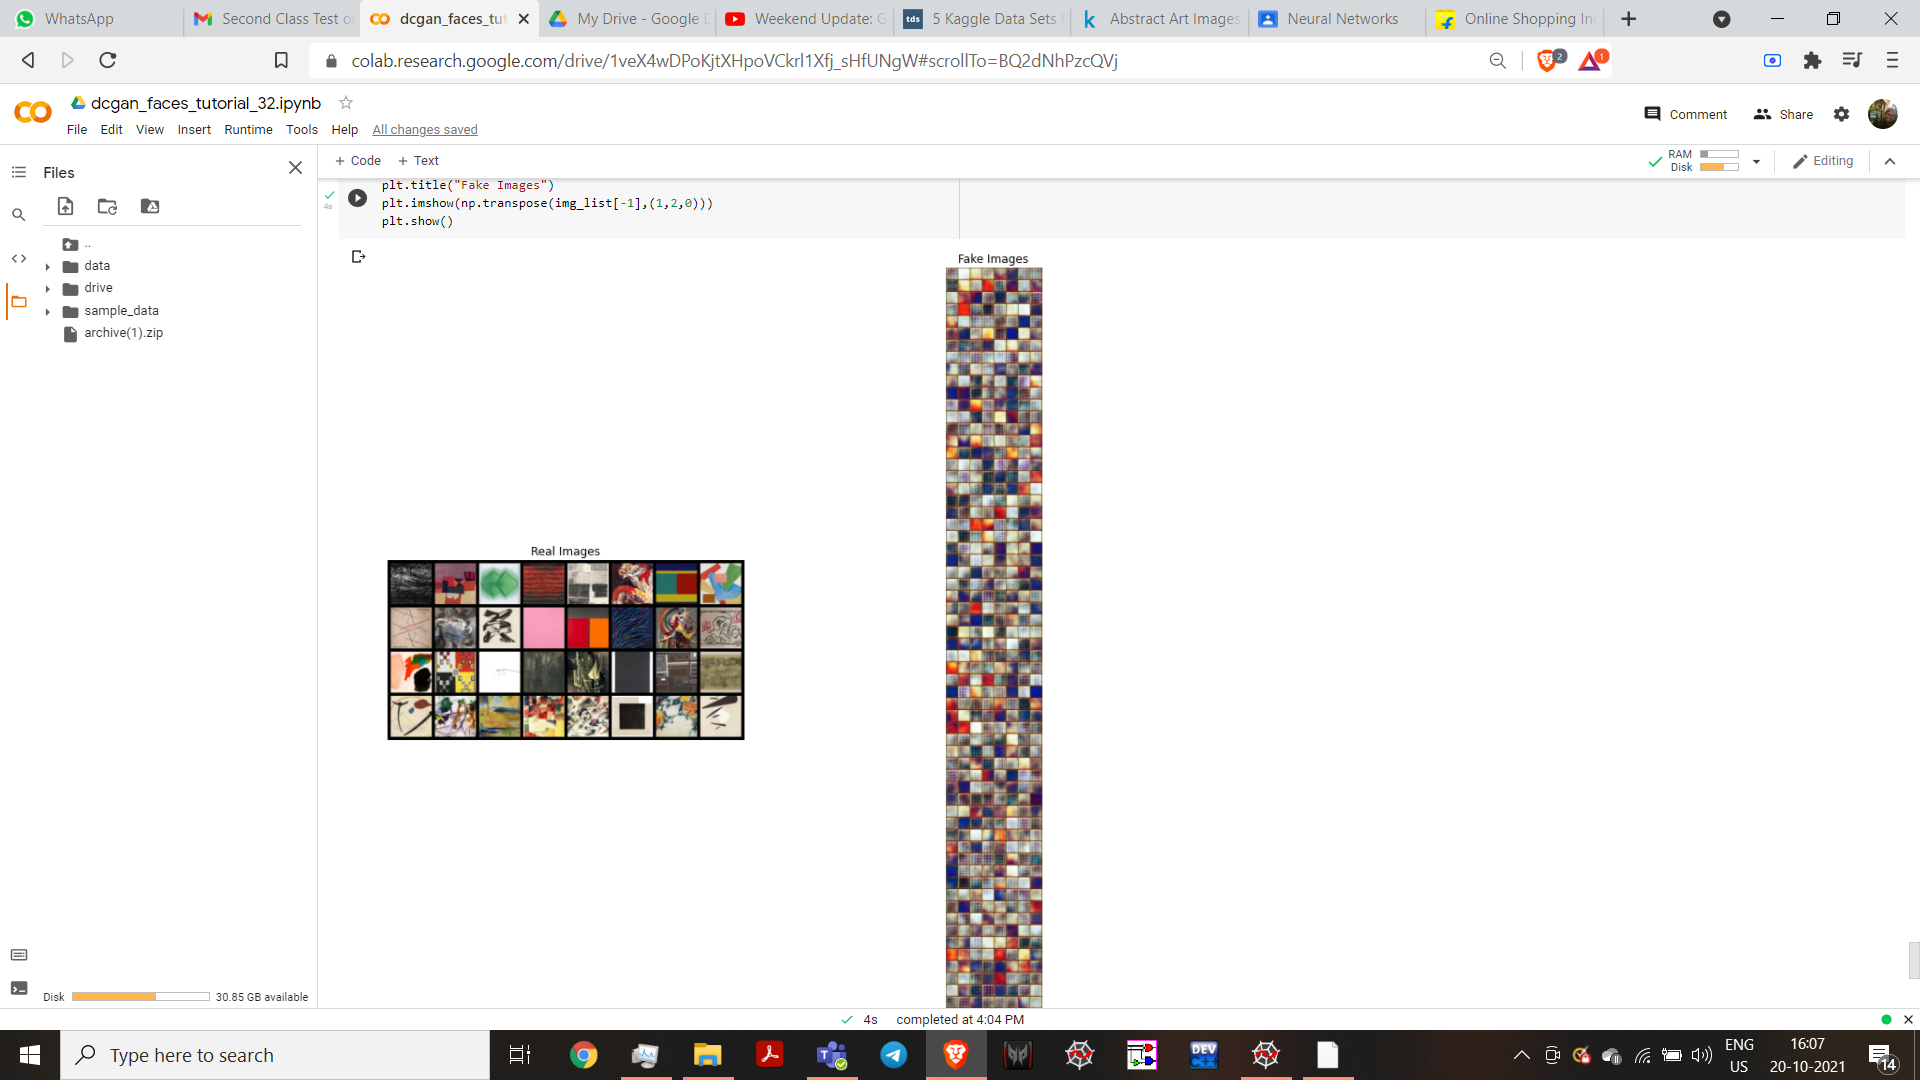 WhatsApp
Second Class Test o
dcgan_faces_tut
My Drive - Google D
Weekend Update: G
tds
5 Kaggle Data Sets f
k
Abstract Art Images
Neural Networks
Online Shopping In
colab.research.google.com/drive/1veX4wDPoKjtXHpoVCkrl1Xfj_sHfUNgW#scrollTo=BQ2dNhPzcQVj
2
1
dcgan_faces_tutorial_32.ipynb
Comment
Share
File Edit View Insert Runtime Tools Help All changes saved
Files
+ Code + Text
RAM
Disk
Editing
4s
plt.title("Fake Images")
plt.imshow(np.transpose(img_list[-1],(1,2,0)))
plt.show()
..
data
drive
sample_data
archive(1).zip
Fake Images
Real Images
Disk
30.85 GB available
4s completed at 4:04 PM
Type here to search
DEV
ENG
US
16:07
20-10-2021
14